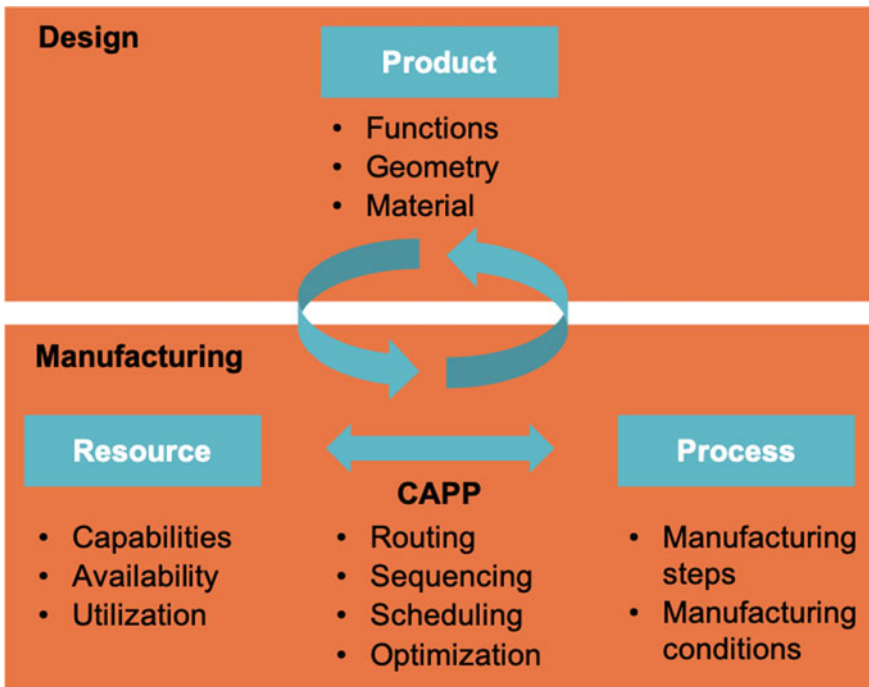 Design
Product
• Functions
• Geometry
• Material
Manufacturing
Resource
• Capabilities
• Availability
• Utilization
CAPP
• Routing
• Sequencing
• Scheduling
• Optimization
Process
• Manufacturing
steps
• Manufacturing
conditions